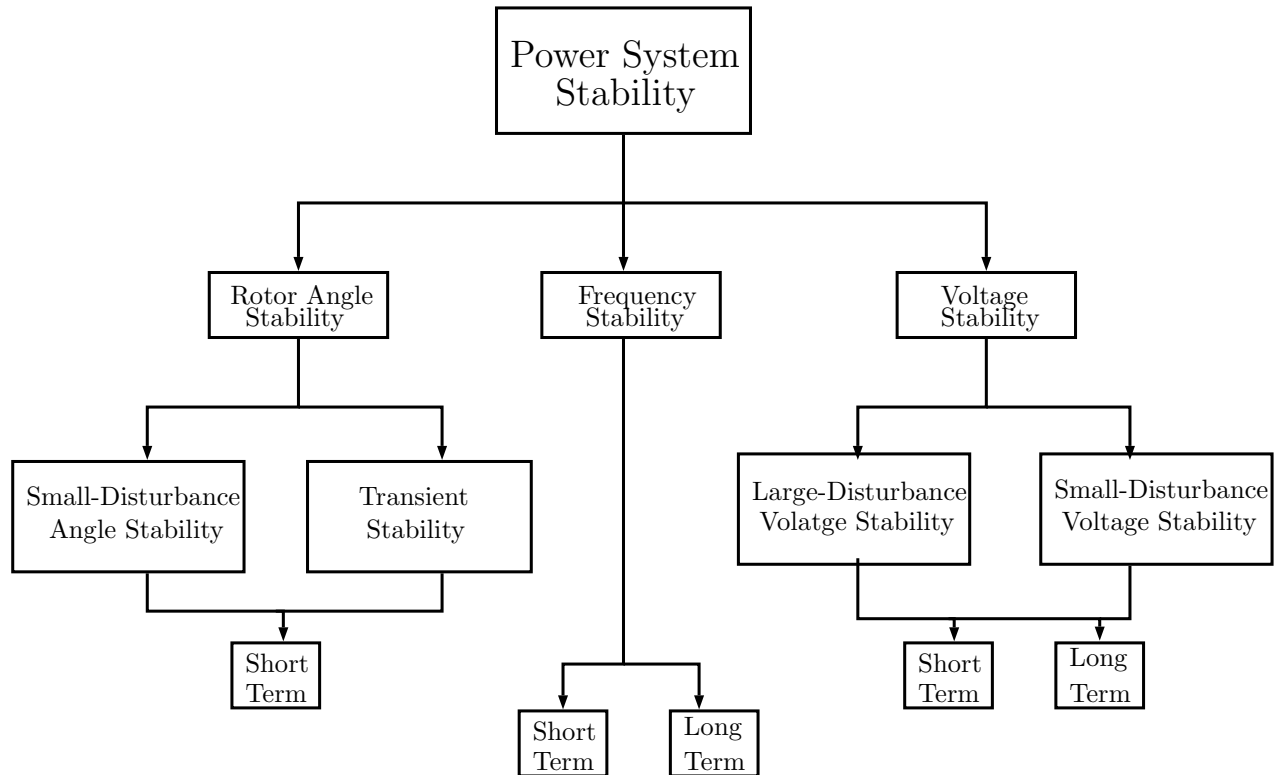 Power System
Stability
Rotor Angle
Stability
Frequency
Stability
Voltage
Stability
Small-Disturbance
Angle Stability
Transient
Stability
Large-Disturbance
Volatge Stability
Small-Disturbance
Voltage Stability
Short
Term
Short
Term
Long
Term
Short
Term
Long
Term